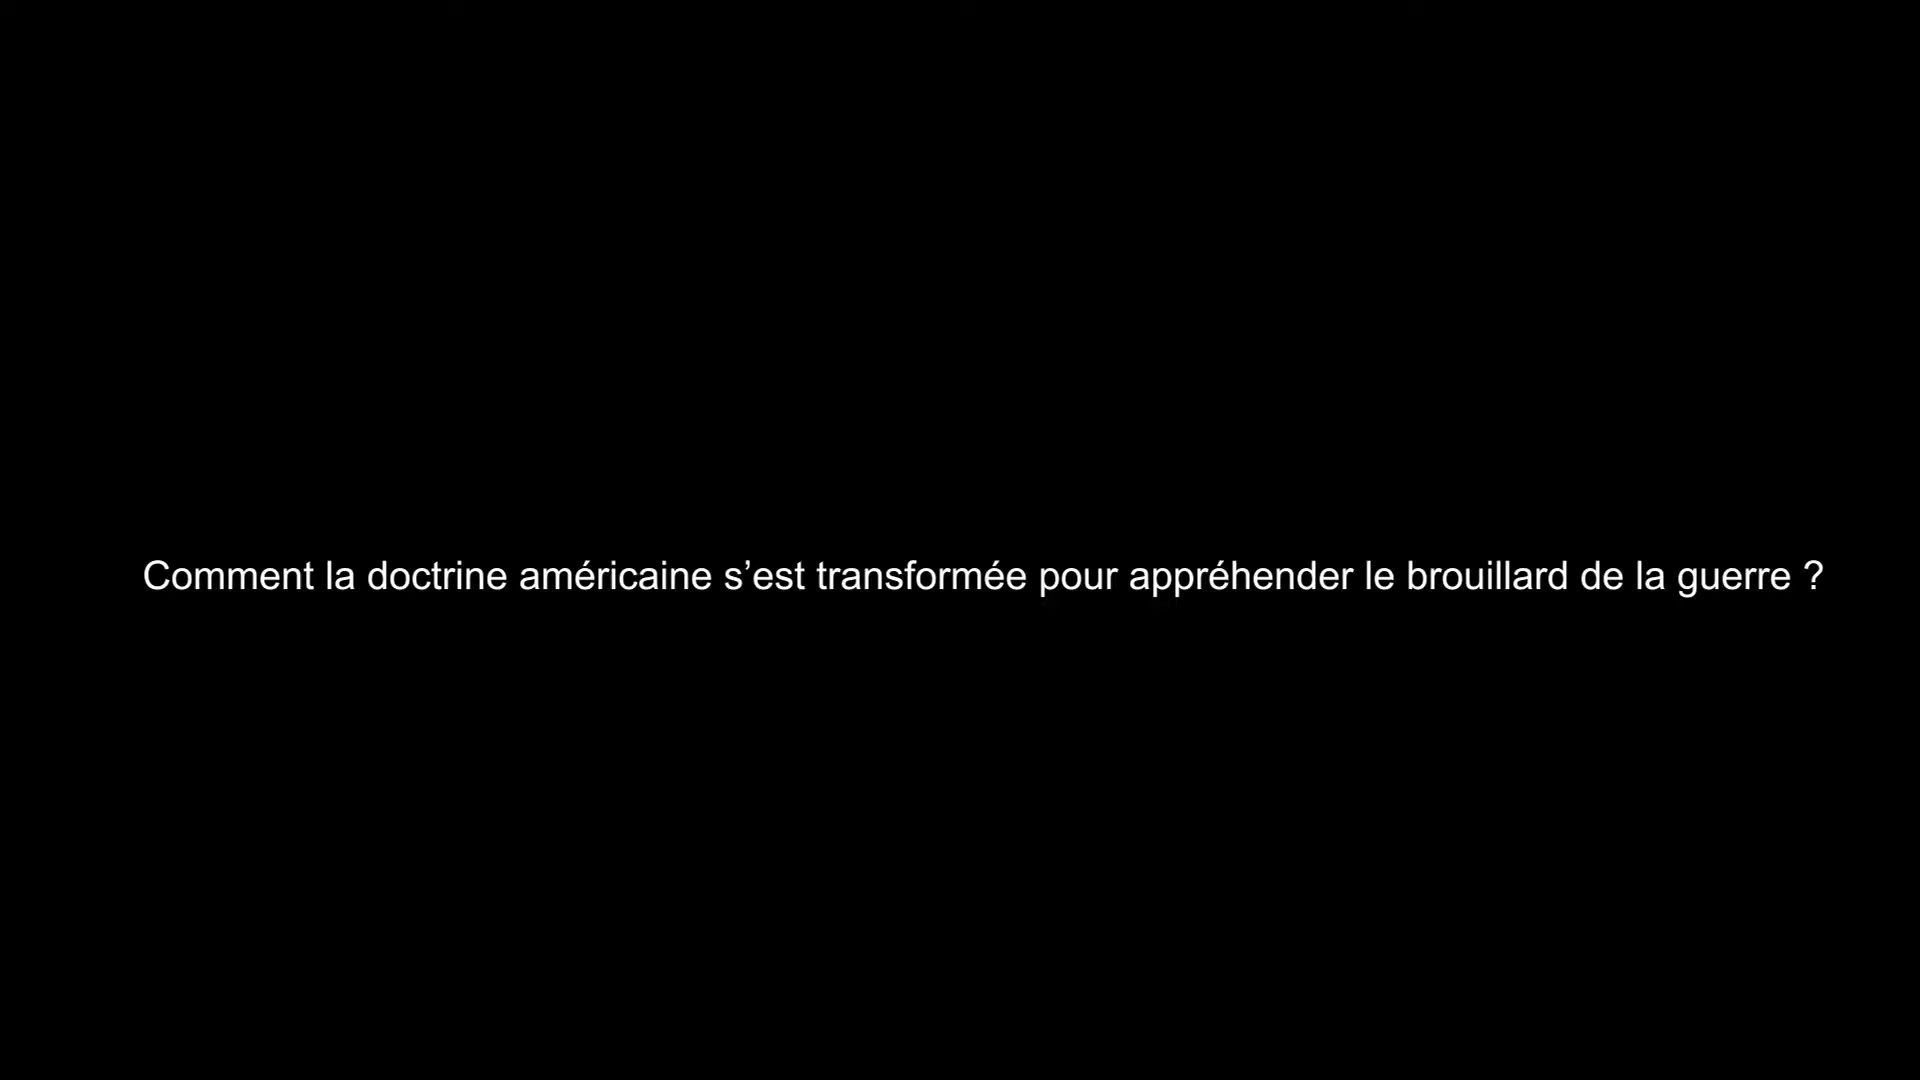 Comment la doctrine américaine s’est transformée pour appréhender le brouillard de la guerre ?